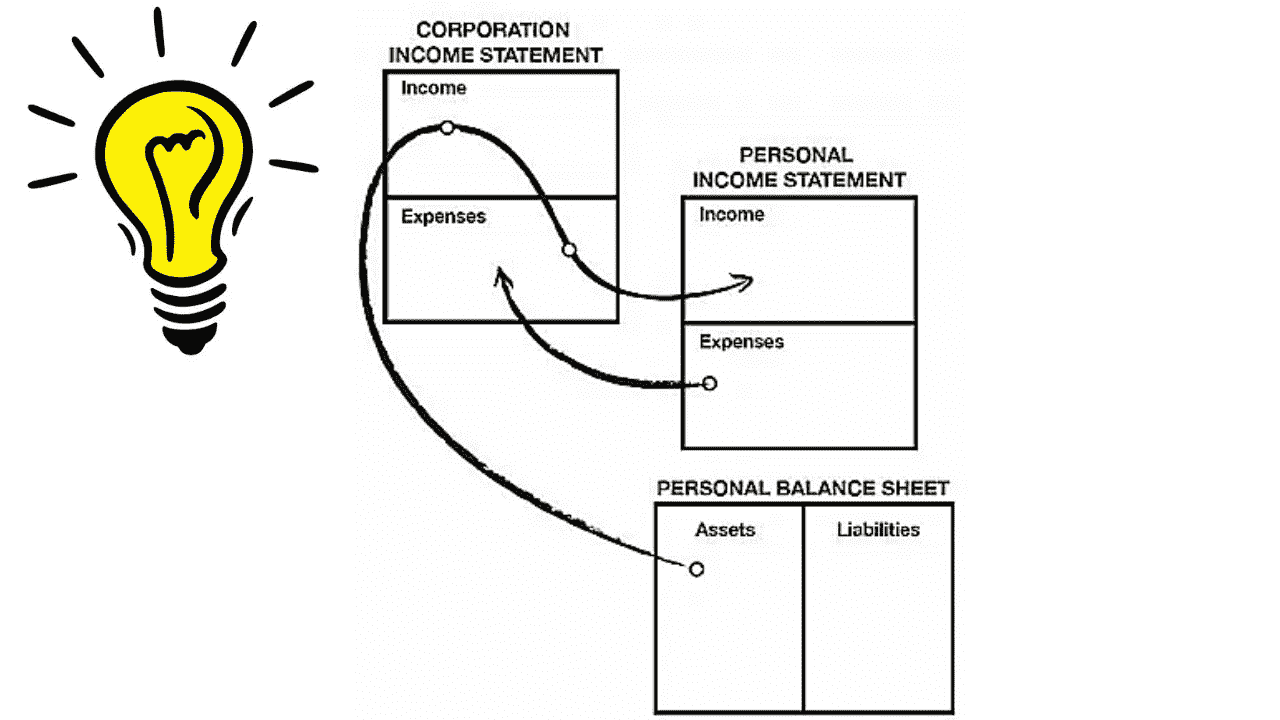 CORPORATION
INCOME STATEMENT
Income
Expenses
PERSONAL
INCOME STATEMENT
Income
Expenses
PERSONAL BALANCE SHEET
Assets
Liabilities